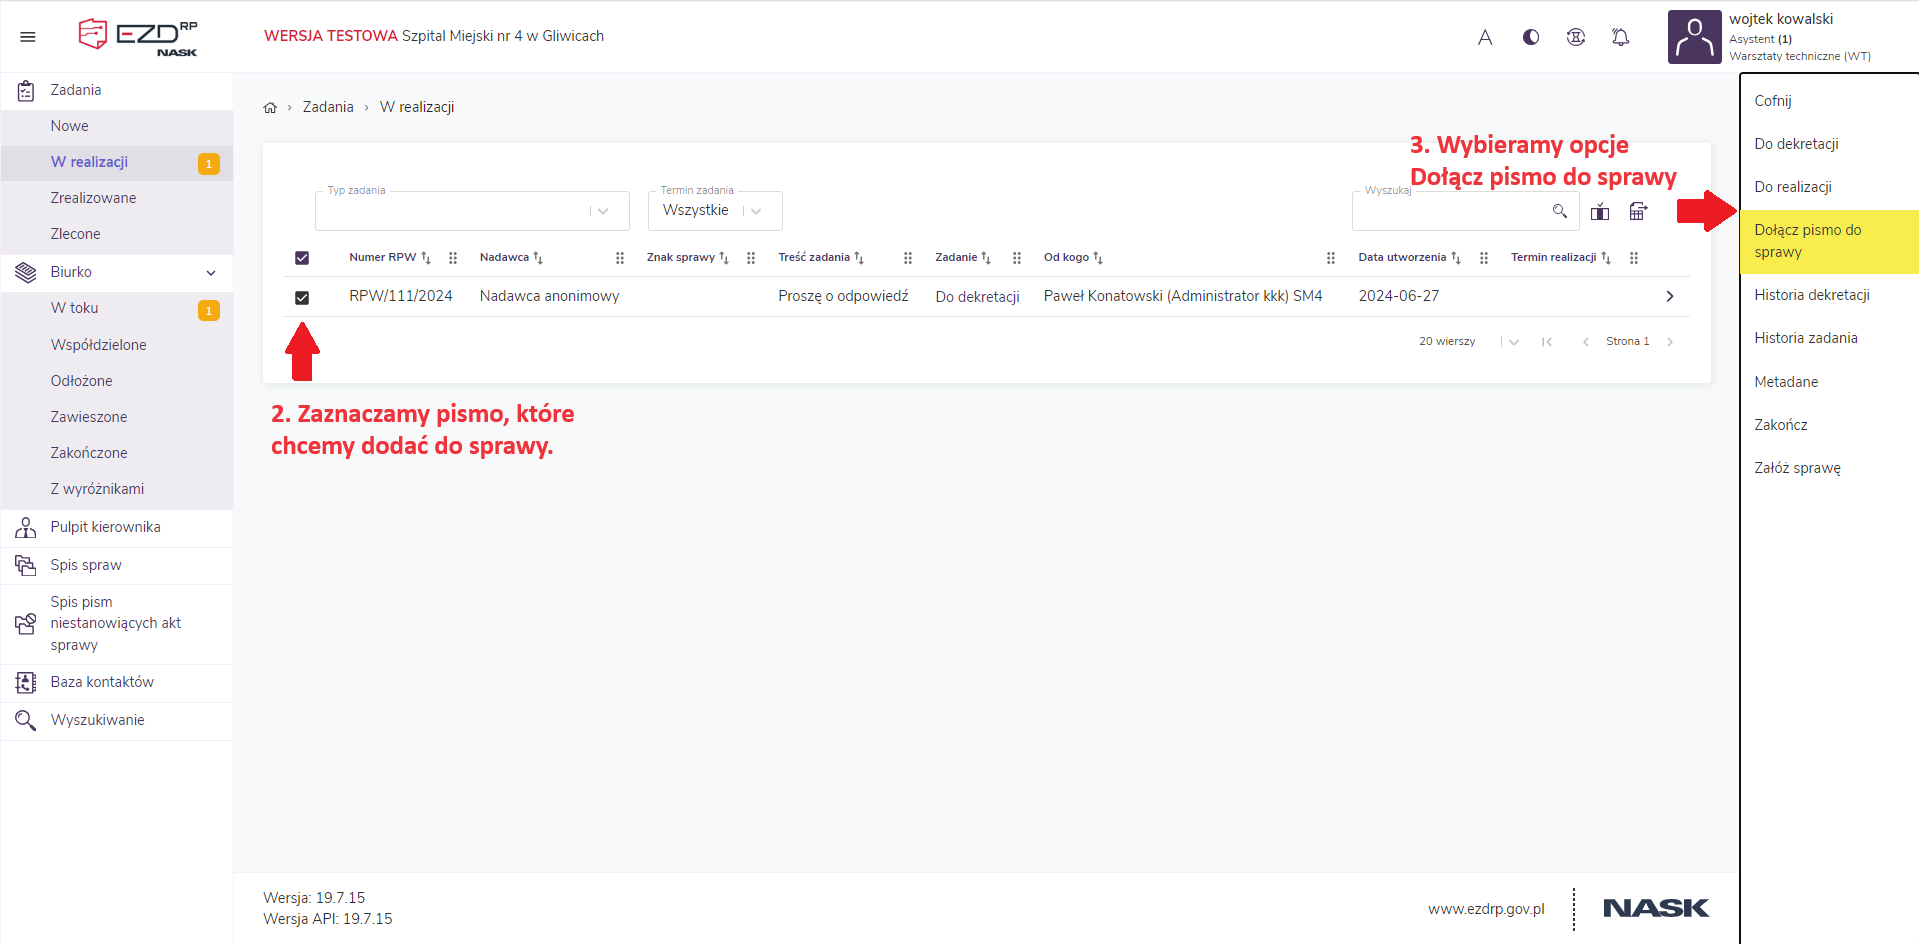 EZD RP
NASK
WERSJA TESTOWA Szpital Miejski nr 4 w Gliwicach
A
wojtek kowalski
Asystent (1)
Warsztaty techniczne (WT)
Zadania
Nowe
W realizacji 1
Zrealizowane
Zlecone
Biurko
W toku 1
Współdzielone
Odłożone
Zawieszone
Zakończone
Z wyróżnikami
Pulpit kierownika
Spis spraw
Spis pism
niestanowiących akt
sprawy
Baza kontaktów
Wyszukiwanie
Zadania › W realizacji
3. Wybieramy opcje
Dołącz pismo do sprawy
Typ zadania
Termin zadania
Wszystkie
Wyszukaj
Numer RPW Nadawca Znak sprawy Treść zadania Zadanie Od kogo Data utworzenia Termin realizacji
RPW/111/2024 Nadawca anonimowy Proszę o odpowiedź Do dekretacji Paweł Konatowski (Administrator kkk) SM4 2024-06-27
20 wierszy Strona 1
2. Zaznaczamy pismo, które
chcemy dodać do sprawy.
Cofnij
Do dekretacji
Do realizacji
Dołącz pismo do
sprawy
Historia dekretacji
Historia zadania
Metadane
Zakończ
Załóż sprawę
Wersja: 19.7.15
Wersja API: 19.7.15
www.ezdrp.gov.pl
NASK